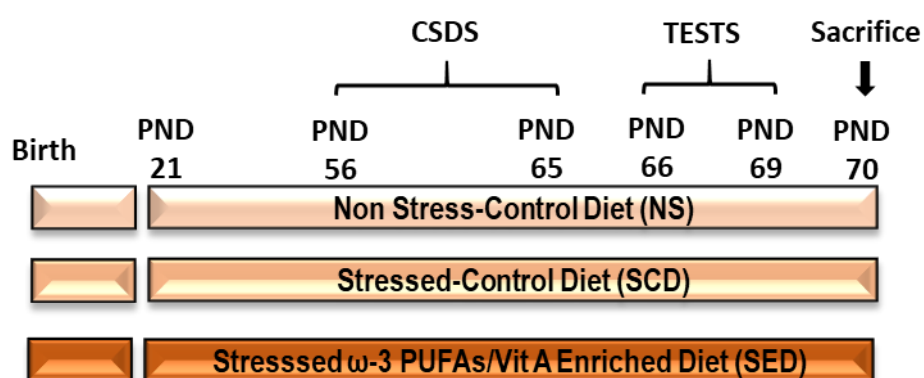 CSDS TESTS Sacrifice
Birth PND PND PND PND PND PND
21 56 65 66 69 70
Non Stress-Control Diet (NS)
Stressed-Control Diet (SCD)
Stresssed ω-3 PUFAs/Vit A Enriched Diet (SED)